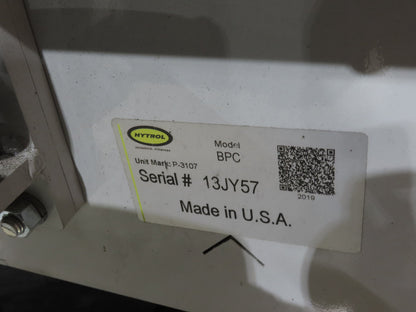 HYTROL
Model
BPC
Unit Mark: P-3107
Serial # 13JY57
2019
Made in U.S.A.